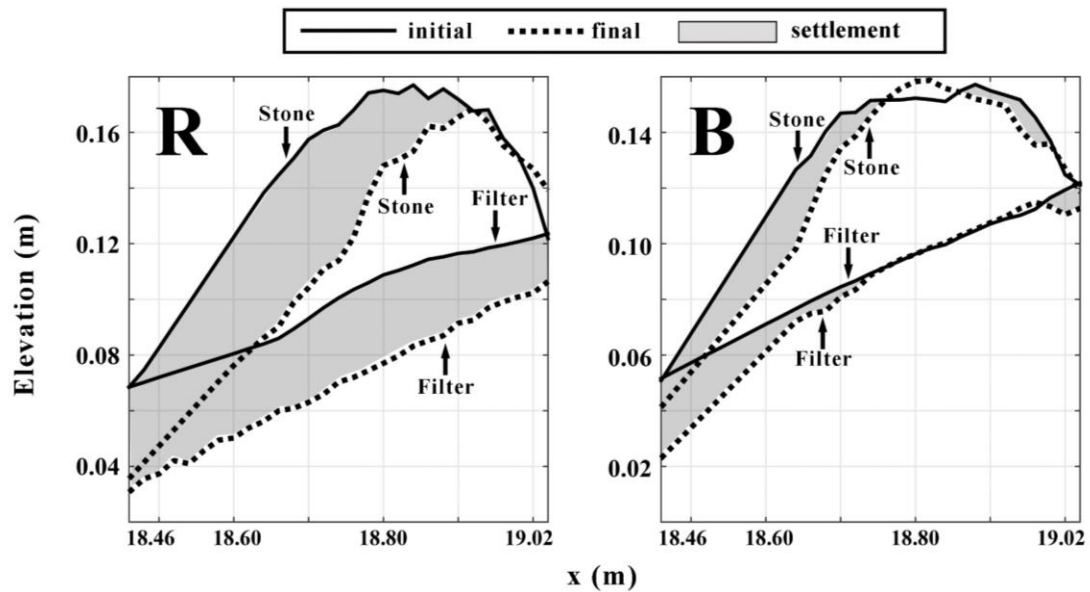 initial final settlement
R
B
Stone
Stone
Filter
Filter
Stone
Stone
Filter
Filter
Elevation (m)
0.16
0.12
0.08
0.04
0.14
0.10
0.06
0.02
18.46 18.60 18.80 19.02
18.46 18.60 18.80 19.02
x (m)